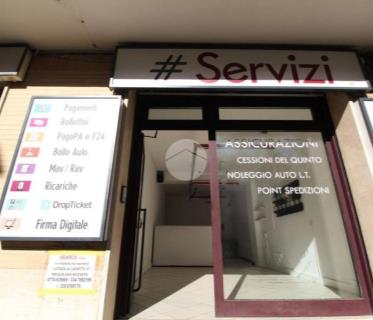 # Servizi
Pagamenti
Bollettini
PagoPA e F24
Bollo Auto
Mav / Rav
Ricariche
DropTicket
Firma Digitale
ASSICURAZIONI
CESSIONI DEL QUINTO
NOLEGGIO AUTO L.T.
POINT SPEDIZIONI